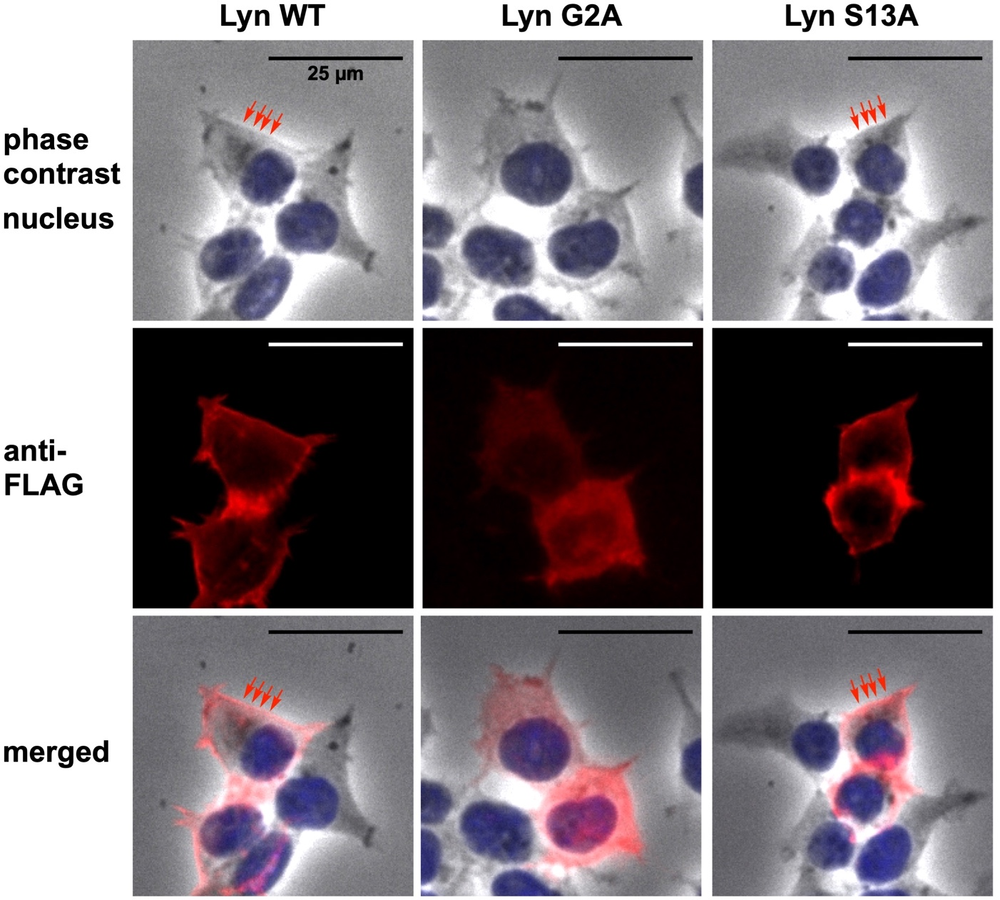 Lyn WT
Lyn G2A
Lyn S13A
25 µm
phase
contrast
nucleus
anti-
FLAG
merged